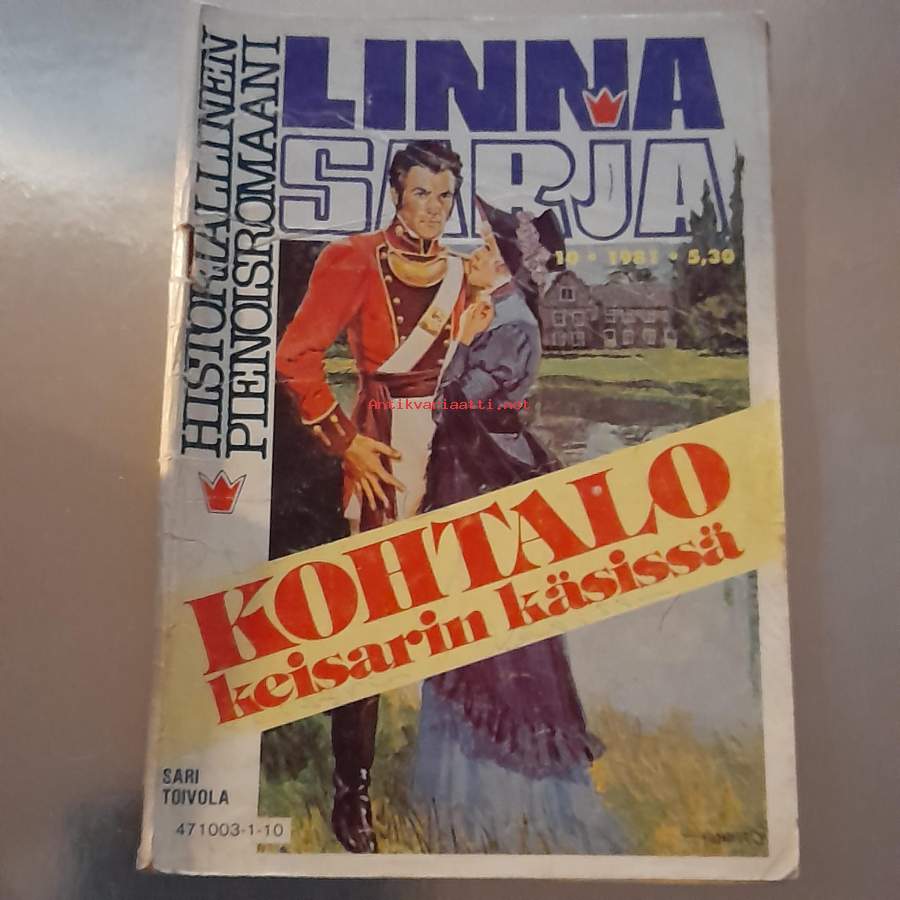 HISTORIALLINEN
PIENOISROMAANI
LINNA
SARJA
10 • 1981 • 5,30
Antikvariaatti.net
KOHTALO
keisarin käsissä
SARI
TOIVOLA
471003-1-10